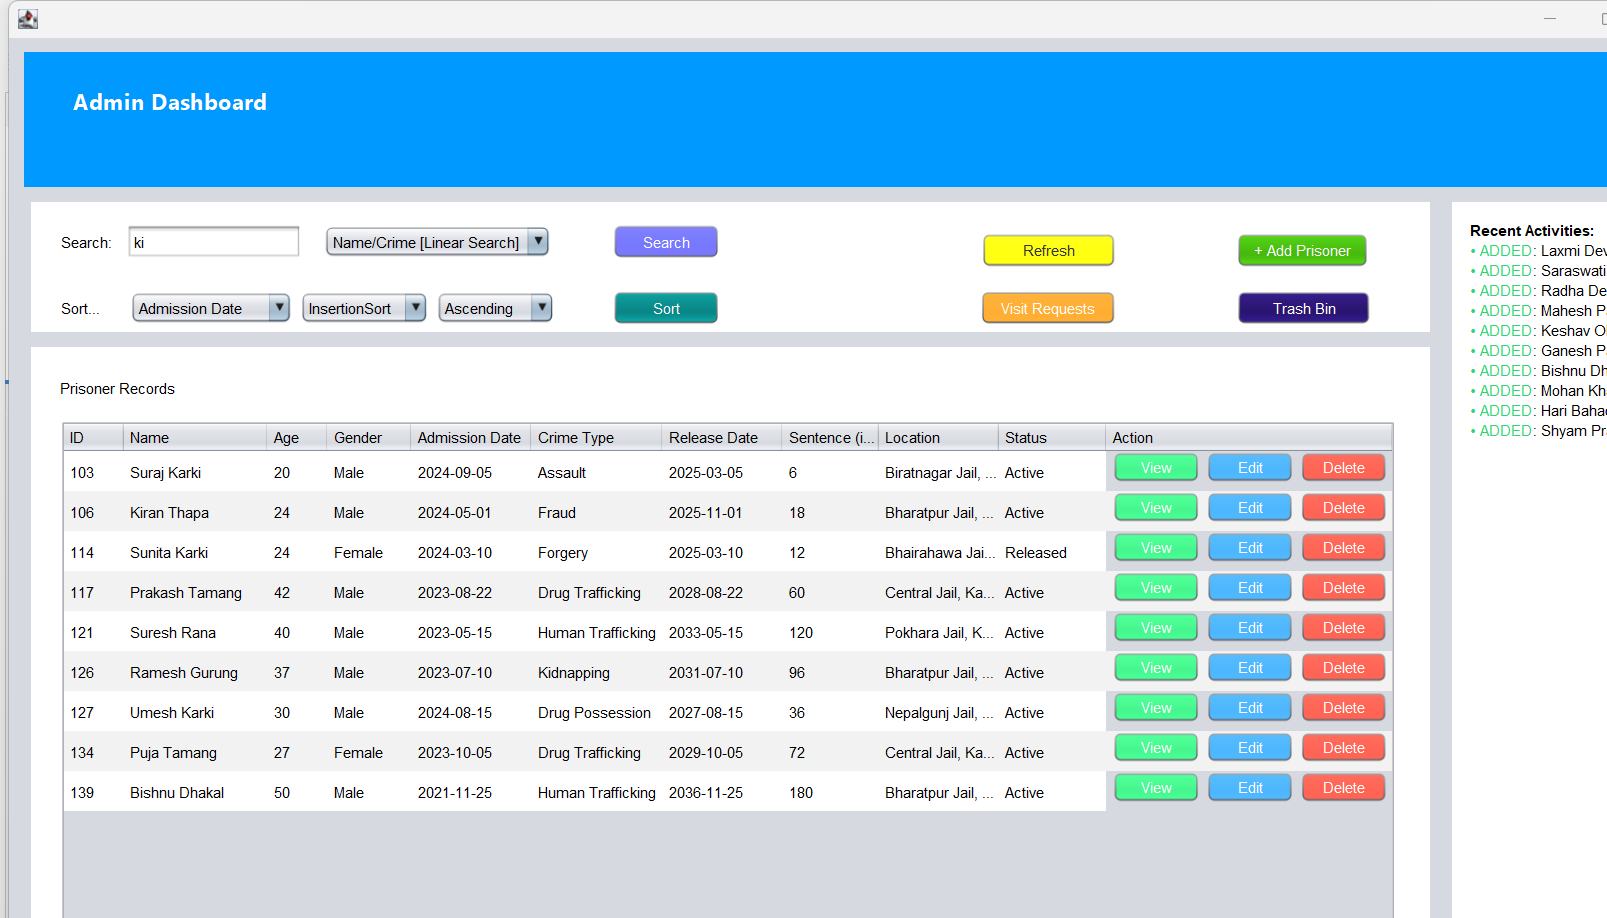 Admin Dashboard
Search: ki Name/Crime [Linear Search] Search Refresh + Add Prisoner
Sort... Admission Date InsertionSort Ascending Sort Visit Requests Trash Bin
Prisoner Records
ID Name Age Gender Admission Date Crime Type Release Date Sentence (i... Location Status Action
103 Suraj Karki 20 Male 2024-09-05 Assault 2025-03-05 6 Biratnagar Jail, ... Active View Edit Delete
106 Kiran Thapa 24 Male 2024-05-01 Fraud 2025-11-01 18 Bharatpur Jail, ... Active View Edit Delete
114 Sunita Karki 24 Female 2024-03-10 Forgery 2025-03-10 12 Bhairahawa Jai... Released View Edit Delete
117 Prakash Tamang 42 Male 2023-08-22 Drug Trafficking 2028-08-22 60 Central Jail, Ka... Active View Edit Delete
121 Suresh Rana 40 Male 2023-05-15 Human Trafficking 2033-05-15 120 Pokhara Jail, K... Active View Edit Delete
126 Ramesh Gurung 37 Male 2023-07-10 Kidnapping 2031-07-10 96 Bharatpur Jail, ... Active View Edit Delete
127 Umesh Karki 30 Male 2024-08-15 Drug Possession 2027-08-15 36 Nepalgunj Jail, ... Active View Edit Delete
134 Puja Tamang 27 Female 2023-10-05 Drug Trafficking 2029-10-05 72 Central Jail, Ka... Active View Edit Delete
139 Bishnu Dhakal 50 Male 2021-11-25 Human Trafficking 2036-11-25 180 Bharatpur Jail, ... Active View Edit Delete
Recent Activities:
• ADDED: Laxmi Dev
• ADDED: Saraswati
• ADDED: Radha De
• ADDED: Mahesh P
• ADDED: Keshav O
• ADDED: Ganesh P
• ADDED: Bishnu Dh
• ADDED: Mohan Kh
• ADDED: Hari Baha
• ADDED: Shyam Pr